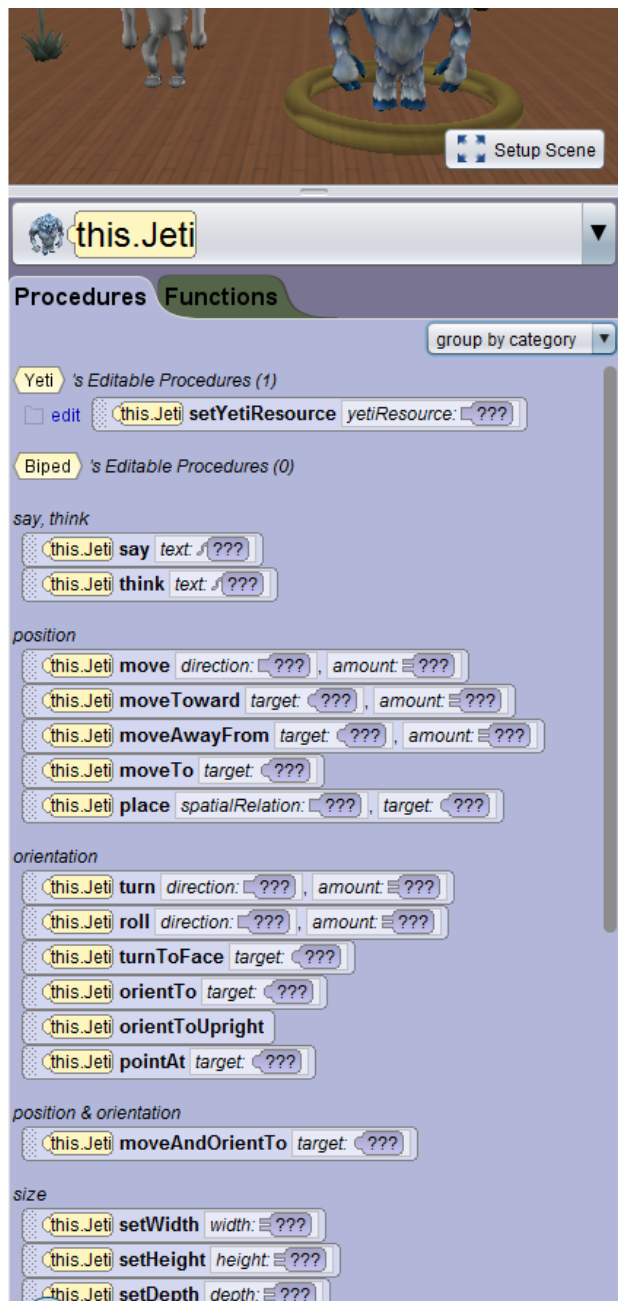 Setup Scene
this.Jeti
Procedures Functions
group by category
Yeti 's Editable Procedures (1)
edit this.Jeti setYetiResource yetiResource: ???
Biped 's Editable Procedures (0)
say, think
this.Jeti say text: ???
this.Jeti think text: ???
position
this.Jeti move direction: ??? , amount: ???
this.Jeti moveToward target: ??? , amount: ???
this.Jeti moveAwayFrom target: ??? , amount: ???
this.Jeti moveTo target: ???
this.Jeti place spatialRelation: ??? , target: ???
orientation
this.Jeti turn direction: ??? , amount: ???
this.Jeti roll direction: ??? , amount: ???
this.Jeti turnToFace target: ???
this.Jeti orientTo target: ???
this.Jeti orientToUpright
this.Jeti pointAt target: ???
position & orientation
this.Jeti moveAndOrientTo target: ???
size
this.Jeti setWidth width: ???
this.Jeti setHeight height: ???
this.Jeti setDepth depth: ???